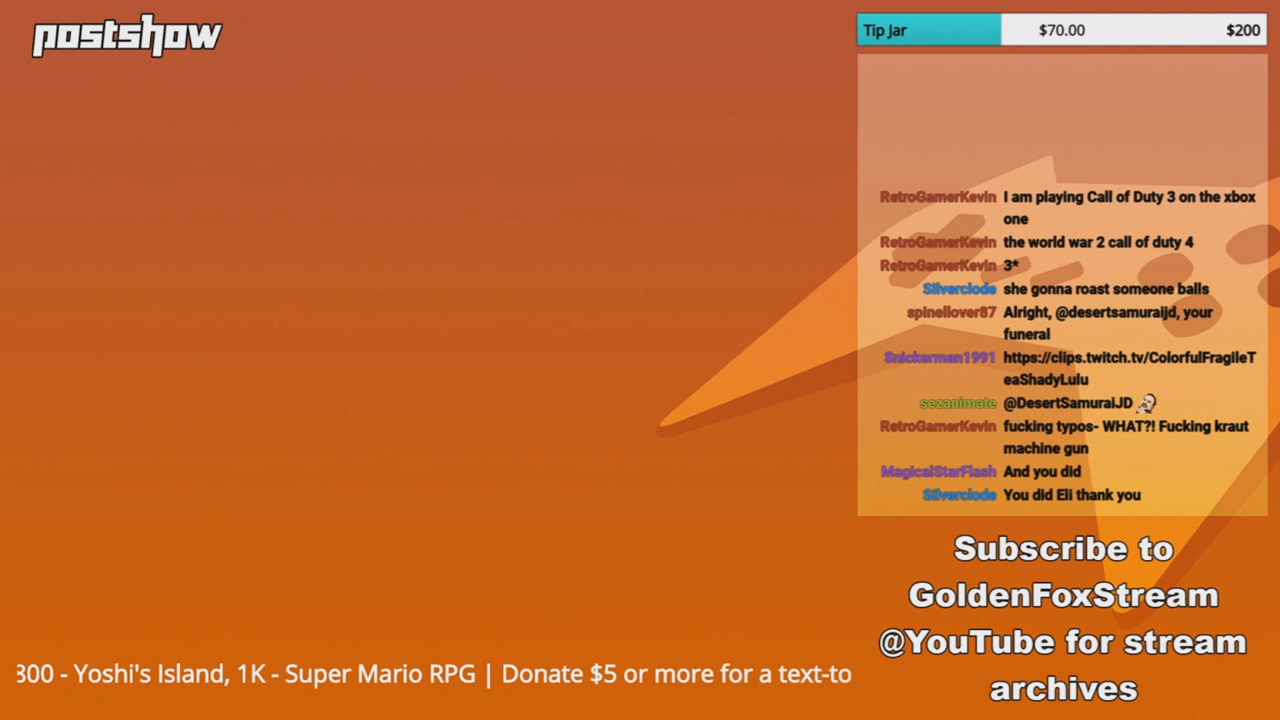 postshow
Tip Jar $70.00 $200
RetroGamerKevin I am playing Call of Duty 3 on the xbox
one
RetroGamerKevin the world war 2 call of duty 4
RetroGamerKevin 3*
Silverclode she gonna roast someone balls
spinellover87 Alright, @desertsamuraijd, your
funeral
Snickerman1991 https://clips.twitch.tv/ColorfulFragileT
eaShadyLulu
sezanimate @DesertSamuraiJD
RetroGamerKevin fucking typos- WHAT?! Fucking kraut
machine gun
MagicalStarFlash And you did
Silverclode You did Eli thank you
Subscribe to
GoldenFoxStream
@YouTube for stream
archives
300 - Yoshi's Island, 1K - Super Mario RPG | Donate $5 or more for a text-to